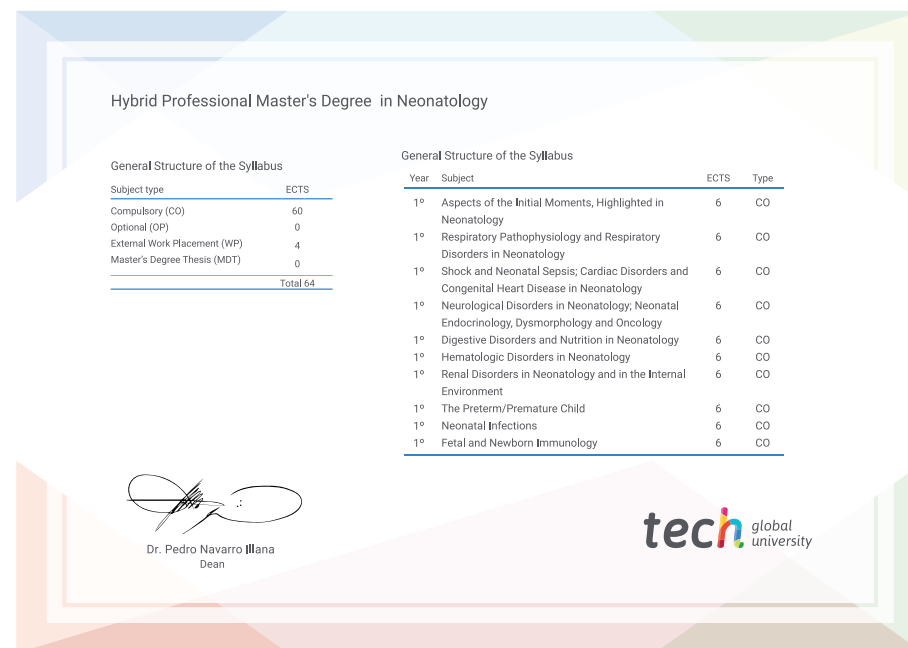 Hybrid Professional Master's Degree in Neonatology
General Structure of the Syllabus
Subject type ECTS
Compulsory (CO) 60
Optional (OP) 0
External Work Placement (WP) 4
Master's Degree Thesis (MDT) 0
Total 64
General Structure of the Syllabus
Year Subject ECTS Type
1º Aspects of the Initial Moments, Highlighted in 6 CO
Neonatology
1º Respiratory Pathophysiology and Respiratory 6 CO
Disorders in Neonatology
1º Shock and Neonatal Sepsis; Cardiac Disorders and 6 CO
Congenital Heart Disease in Neonatology
1º Neurological Disorders in Neonatology; Neonatal 6 CO
Endocrinology, Dysmorphology and Oncology
1º Digestive Disorders and Nutrition in Neonatology 6 CO
1º Hematologic Disorders in Neonatology 6 CO
1º Renal Disorders in Neonatology and in the Internal 6 CO
Environment
1º The Preterm/Premature Child 6 CO
1º Neonatal Infections 6 CO
1º Fetal and Newborn Immunology 6 CO
Dr. Pedro Navarro Illana
Dean
tech global
university